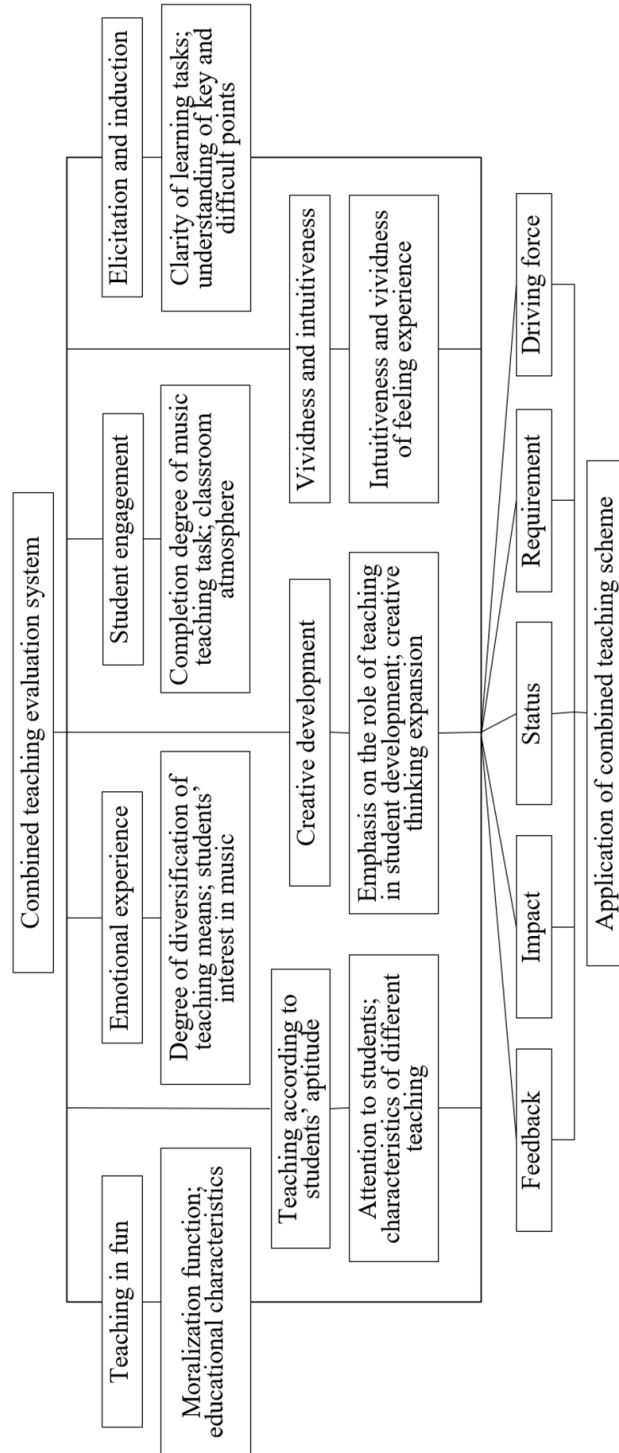 Combined teaching evaluation system
Teaching in fun
Emotional experience
Student engagement
Elicitation and induction
Moralization function;
educational characteristics
Degree of diversification of
teaching means; students’
interest in music
Completion degree of music
teaching task; classroom
atmosphere
Clarity of learning tasks;
understanding of key and
difficult points
Teaching according to
students’ aptitude
Creative development
Vividness and intuitiveness
Attention to students;
characteristics of different
teaching
Emphasis on the role of teaching
in student development; creative
thinking expansion
Intuitiveness and vividness
of feeling experience
Feedback
Impact
Status
Requirement
Driving force
Application of combined teaching scheme